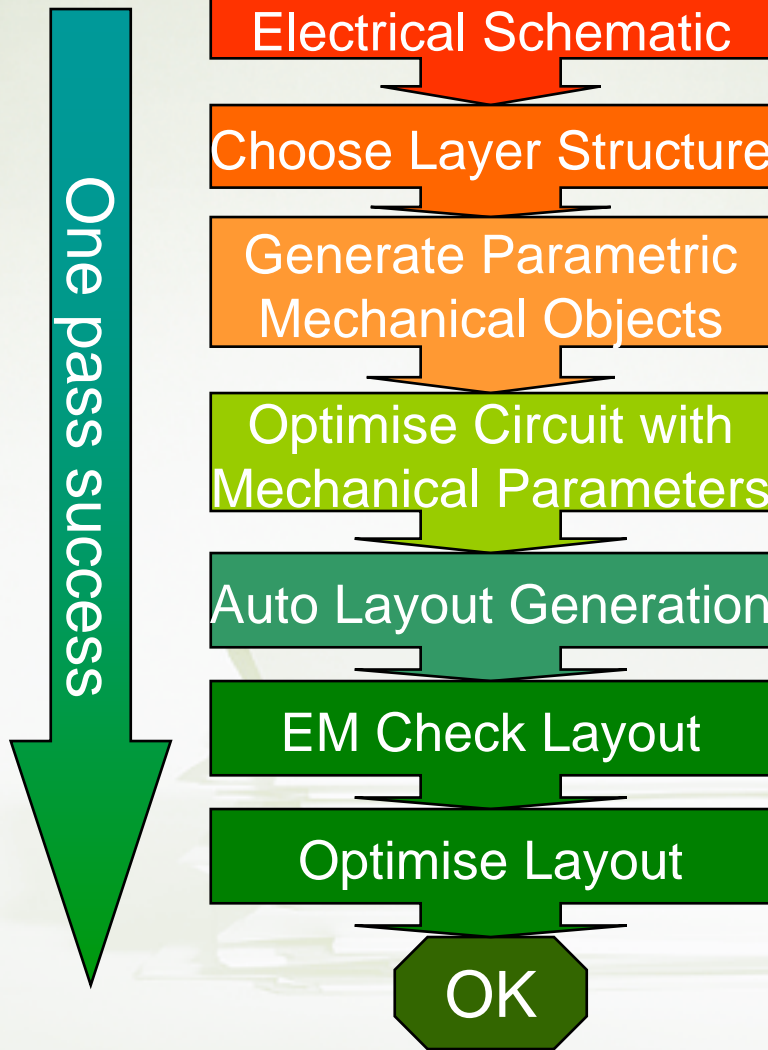 Electrical Schematic
Choose Layer Structure
Generate Parametric
Mechanical Objects
Optimise Circuit with
Mechanical Parameters
Auto Layout Generation
EM Check Layout
Optimise Layout
OK
One pass success